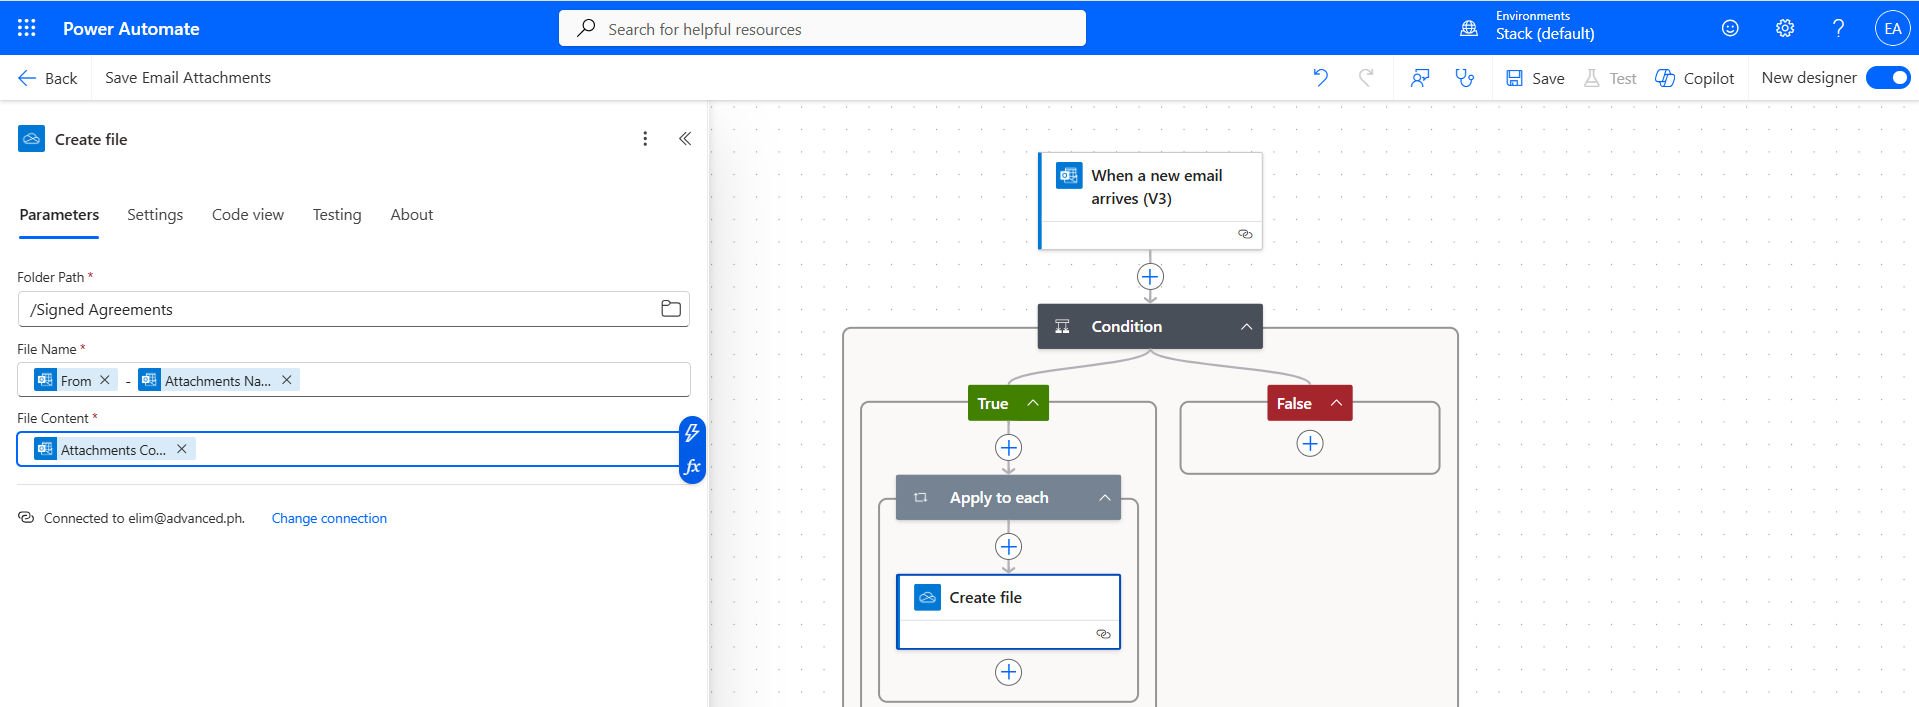 Power Automate
Search for helpful resources
Environments
Stack (default)
EA
Back
Save Email Attachments
Save
Test
Copilot
New designer
Create file
Parameters
Settings
Code view
Testing
About
Folder Path *
/Signed Agreements
File Name *
From - Attachments Na...
File Content *
Attachments Co...
fx
Connected to elim@advanced.ph.
Change connection
When a new email
arrives (V3)
Condition
True
False
Apply to each
Create file